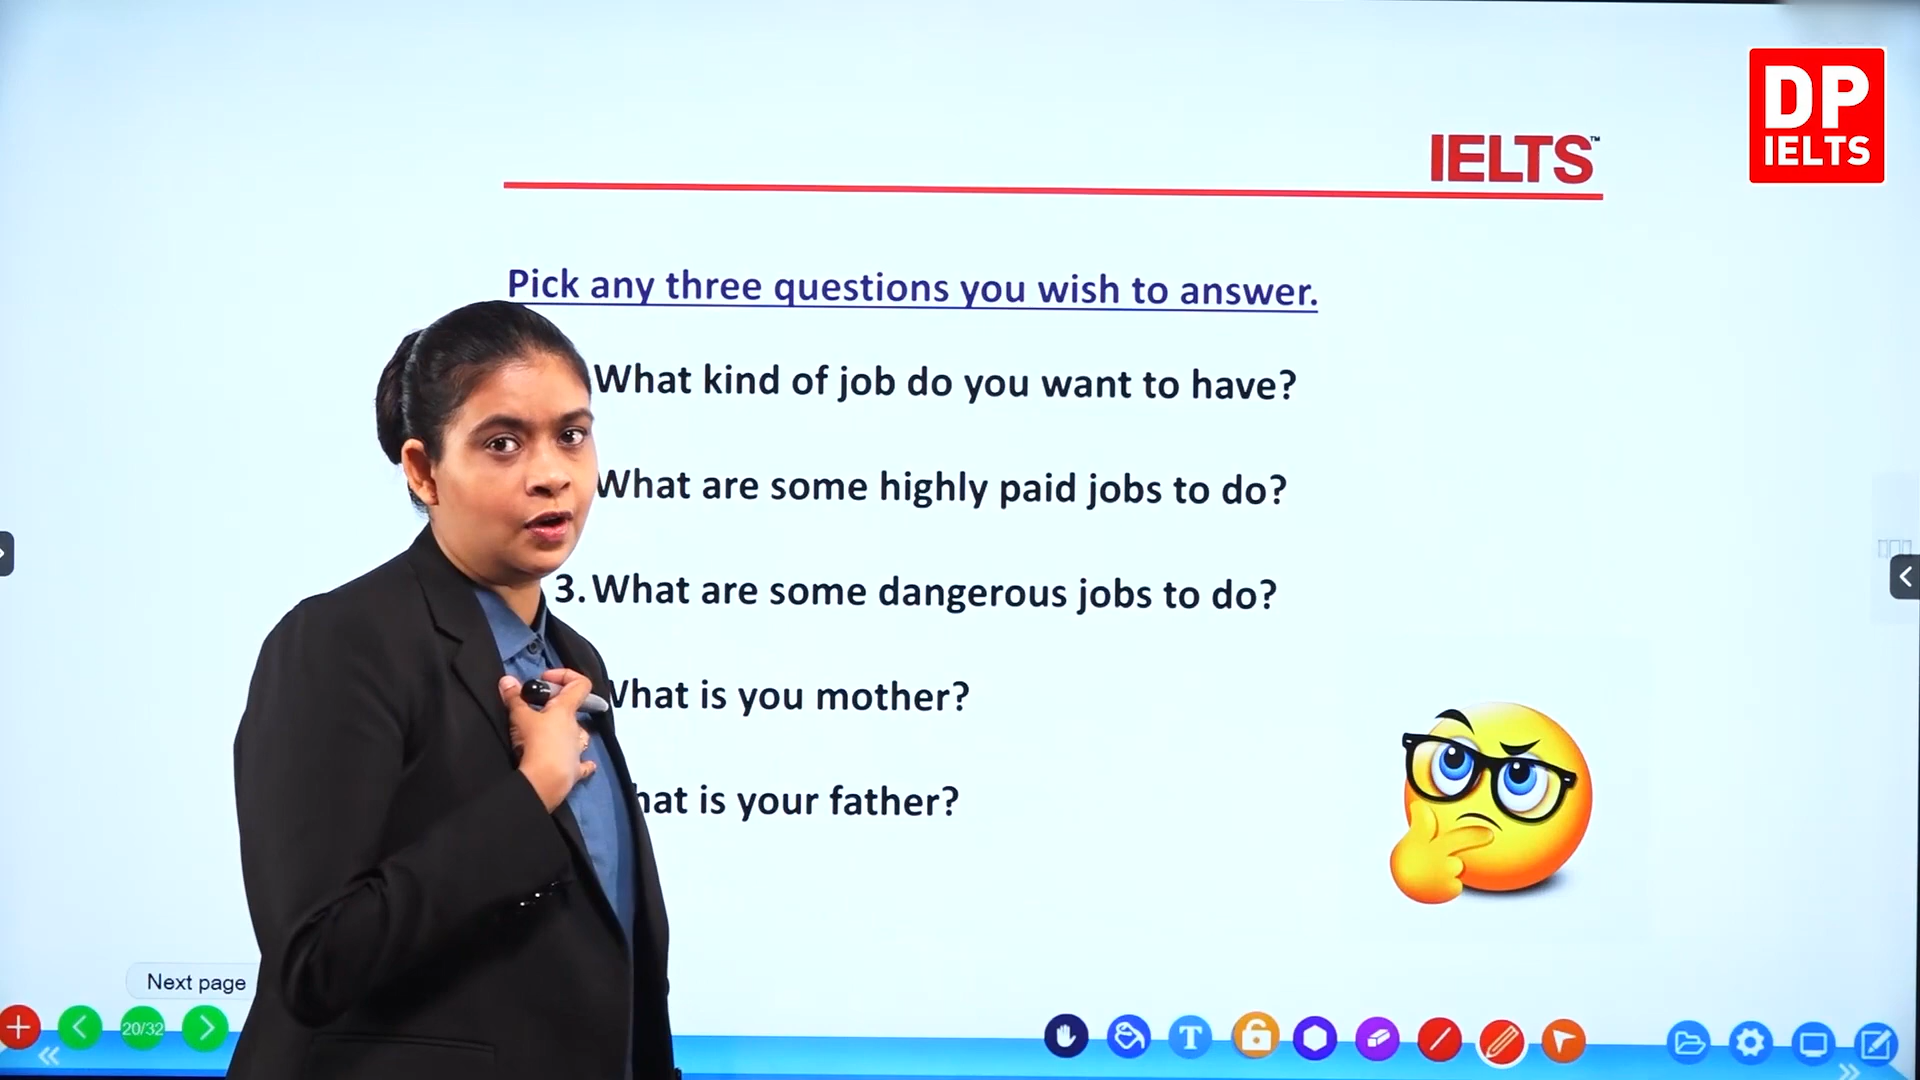 DP
IELTS
IELTS™
Pick any three questions you wish to answer.
What kind of job do you want to have?
What are some highly paid jobs to do?
3. What are some dangerous jobs to do?
What is you mother?
hat is your father?
Next page
20/32
T